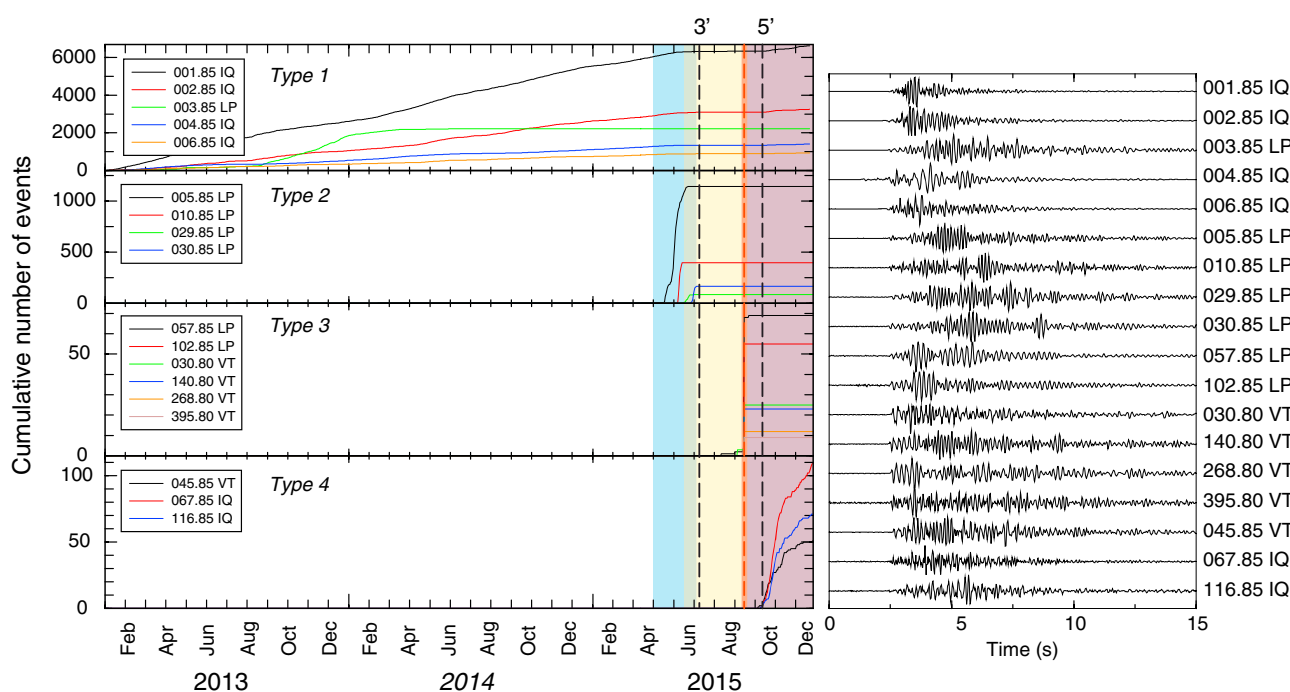 3’ 5’
Cumulative number of events
6000
4000
2000
0
Type 1
001.85 IQ
002.85 IQ
003.85 LP
004.85 IQ
006.85 IQ
1000
500
0
Type 2
005.85 LP
010.85 LP
029.85 LP
030.85 LP
50
0
Type 3
057.85 LP
102.85 LP
030.80 VT
140.80 VT
268.80 VT
395.80 VT
100
50
0
Type 4
045.85 VT
067.85 IQ
116.85 IQ
Feb Apr Jun Aug Oct Dec Feb Apr Jun Aug Oct Dec Feb Apr Jun Aug Oct Dec
2013 2014 2015
001.85 IQ
002.85 IQ
003.85 LP
004.85 IQ
006.85 IQ
005.85 LP
010.85 LP
029.85 LP
030.85 LP
057.85 LP
102.85 LP
030.80 VT
140.80 VT
268.80 VT
395.80 VT
045.85 VT
067.85 IQ
116.85 IQ
0 5 10 15
Time (s)